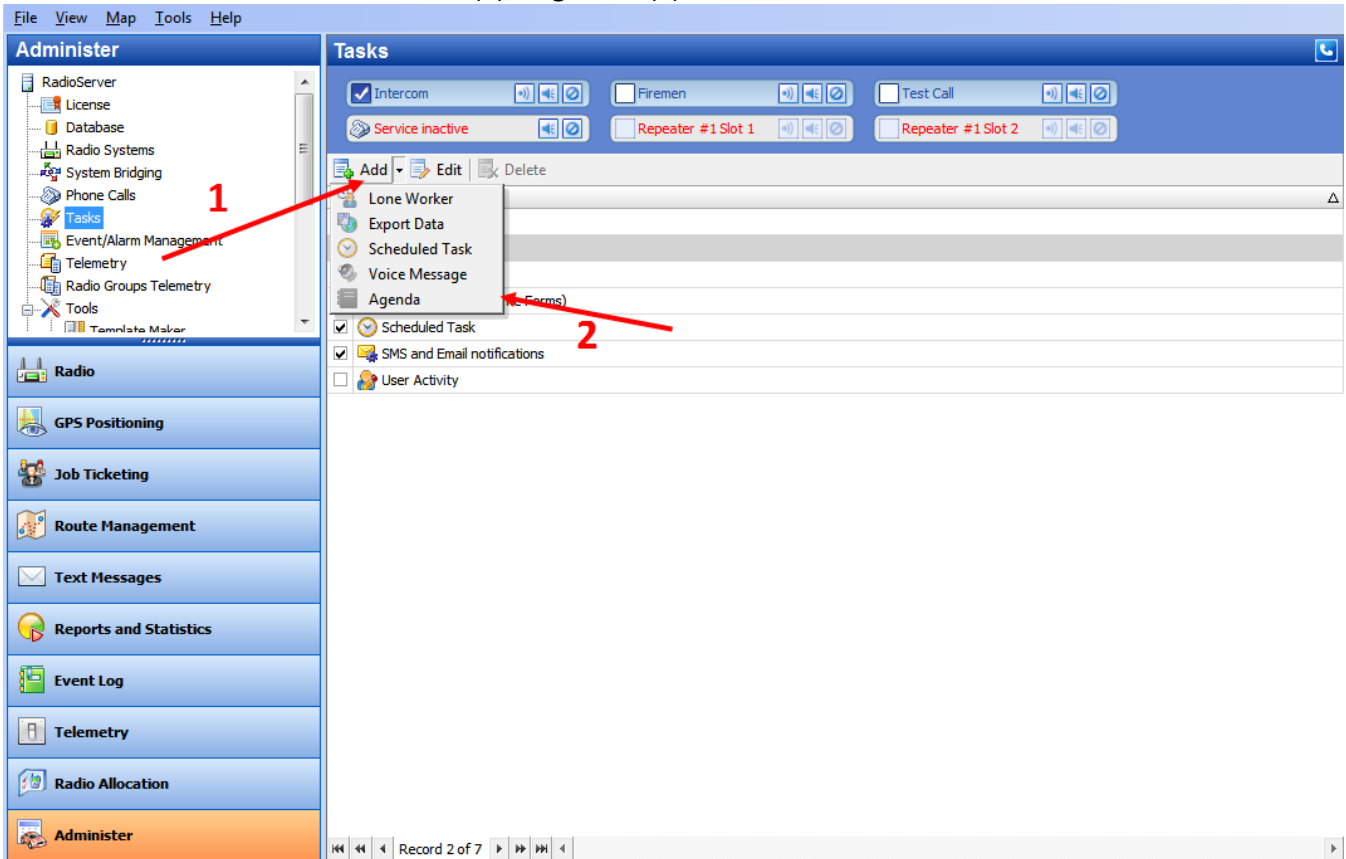 File View Map Tools Help
Administer
RadioServer
License
Database
Radio Systems
System Bridging
Phone Calls
Tasks
Event/Alarm Management
Telemetry
Radio Groups Telemetry
Tools
Template Maker
1
Radio
GPS Positioning
Job Ticketing
Route Management
Text Messages
Reports and Statistics
Event Log
Telemetry
Radio Allocation
Administer
Tasks
Intercom Firemen Test Call
Service inactive Repeater #1 Slot 1 Repeater #1 Slot 2
Add Edit Delete
Lone Worker
Export Data
Scheduled Task
Voice Message
Agenda
Forms)
2
Scheduled Task
SMS and Email notifications
User Activity
Record 2 of 7